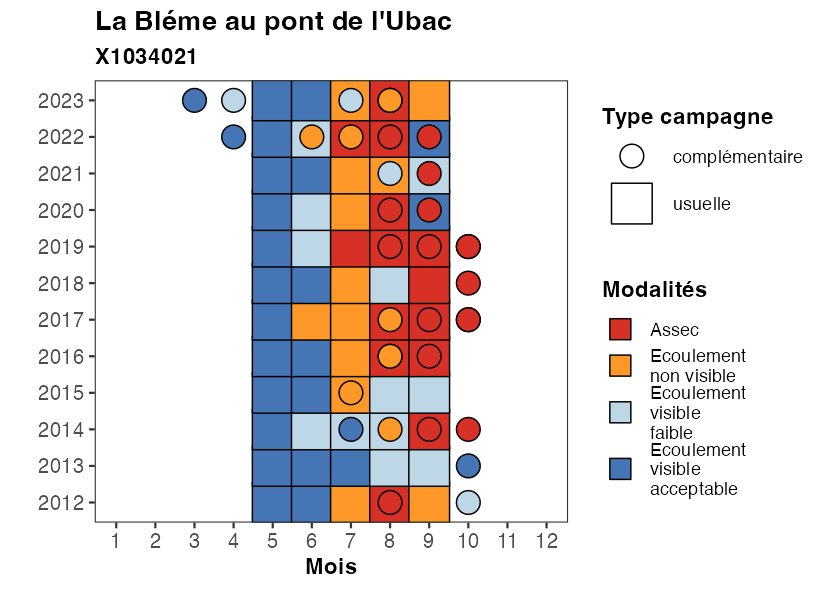 La Bléme au pont de l'Ubac
X1034021
2023
2022
2021
2020
2019
2018
2017
2016
2015
2014
2013
2012
1 2 3 4 5 6 7 8 9 10 11 12
Mois
Type campagne
complémentaire
usuelle
Modalités
Assec
Ecoulement
non visible
Ecoulement
visible
faible
Ecoulement
visible
acceptable